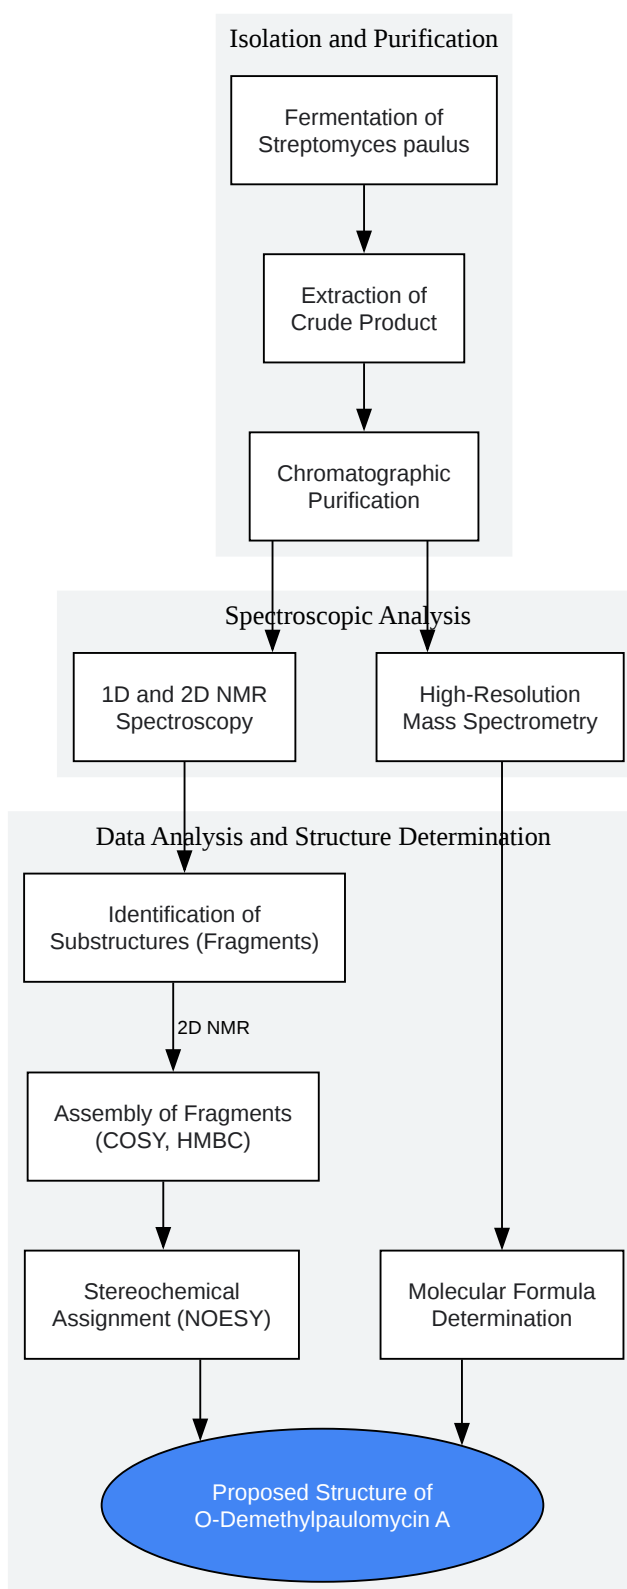 Isolation and Purification
Fermentation of
Streptomyces paulus
Extraction of
Crude Product
Chromatographic
Purification
Spectroscopic Analysis
1D and 2D NMR
Spectroscopy
High-Resolution
Mass Spectrometry
Data Analysis and Structure Determination
Identification of
Substructures (Fragments)
2D NMR
Assembly of Fragments
(COSY, HMBC)
Stereochemical
Assignment (NOESY)
Molecular Formula
Determination
Proposed Structure of
O-Demethylpaulomycin A